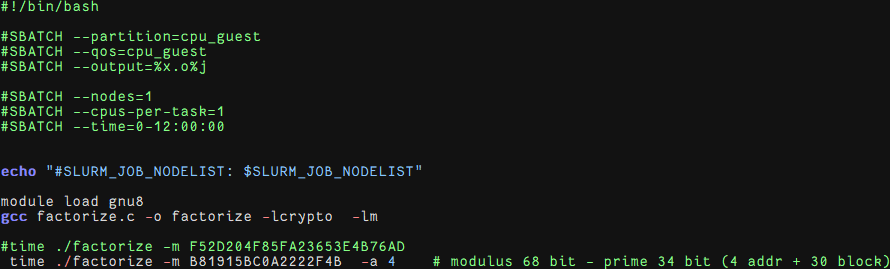 #!/bin/bash
#SBATCH --partition=cpu_guest
#SBATCH --qos=cpu_guest
#SBATCH --output=%x.o%j
#SBATCH --nodes=1
#SBATCH --cpus-per-task=1
#SBATCH --time=0-12:00:00
echo "#SLURM_JOB_NODELIST: $SLURM_JOB_NODELIST"
module load gnu8
gcc factorize.c -o factorize -lcrypto  -lm
#time ./factorize -m F52D204F85FA23653E4B76AD
 time ./factorize -m B81915BC0A2222F4B  -a 4    # modulus 68 bit - prime 34 bit (4 addr + 30 block)